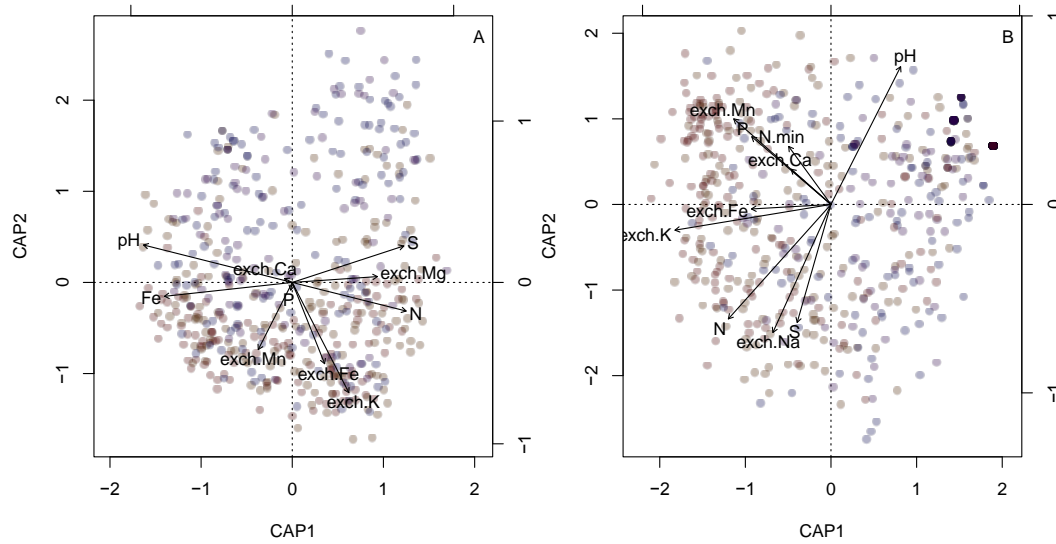 A
2
1
0
−1
CAP2
1
−1
pH
Fe
exch.Ca
P
exch.Mn
exch.Fe
exch.K
S
exch.Mg
N
−2
−1
0
1
2
CAP1
B
2
1
0
−1
−2
CAP2
1
0
−1
pH
exch.Mn
P
N.min
exch.Ca
exch.Fe
exch.K
N
exch.Na
S
−2
−1
0
1
2
CAP1